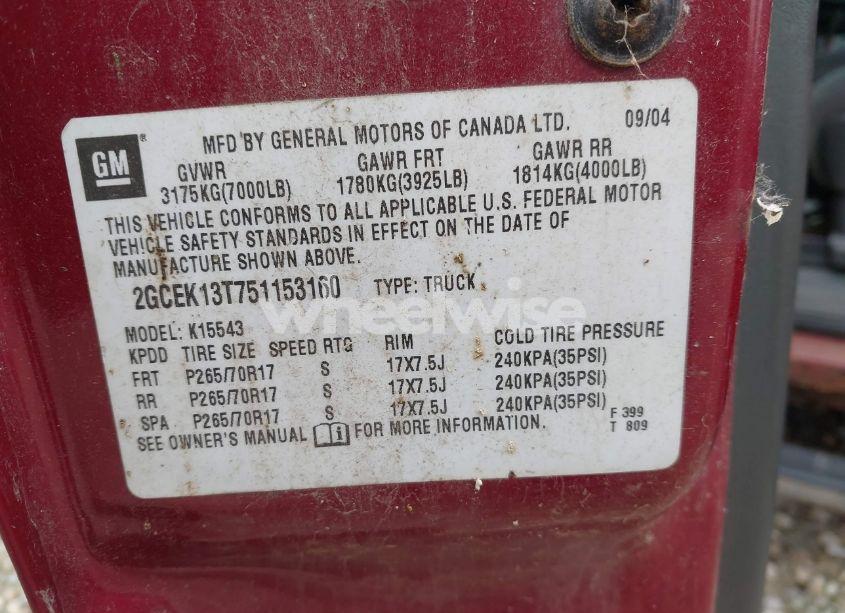 MFD BY GENERAL MOTORS OF CANADA LTD. 09/04
GM
GVWR GAWR FRT GAWR RR
3175KG(7000LB) 1780KG(3925LB) 1814KG(4000LB)
THIS VEHICLE CONFORMS TO ALL APPLICABLE U.S. FEDERAL MOTOR
VEHICLE SAFETY STANDARDS IN EFFECT ON THE DATE OF
MANUFACTURE SHOWN ABOVE.
2GCEK13T751153160 TYPE: TRUCK
wheelwise
MODEL: K15543
KPDD TIRE SIZE SPEED RTG RIM COLD TIRE PRESSURE
FRT P265/70R17 S 17X7.5J 240KPA(35PSI)
RR P265/70R17 S 17X7.5J 240KPA(35PSI)
SPA P265/70R17 S 17X7.5J 240KPA(35PSI)
SEE OWNER'S MANUAL FOR MORE INFORMATION.
F 399
T 809